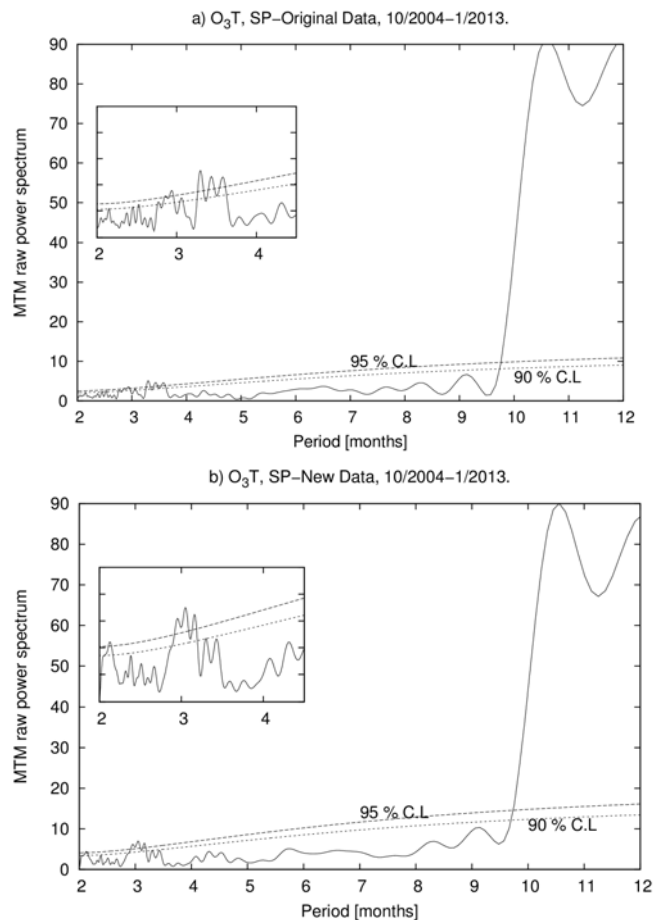 a) O₃T, SP−Original Data, 10/2004−1/2013.
90
80
70
60
50
40
30
20
10
0
MTM raw power spectrum
2 3 4
95 % C.L
90 % C.L
2 3 4 5 6 7 8 9 10 11 12
Period [months]
b) O₃T, SP−New Data, 10/2004−1/2013.
90
80
70
60
50
40
30
20
10
0
MTM raw power spectrum
2 3 4
95 % C.L
90 % C.L
2 3 4 5 6 7 8 9 10 11 12
Period [months]